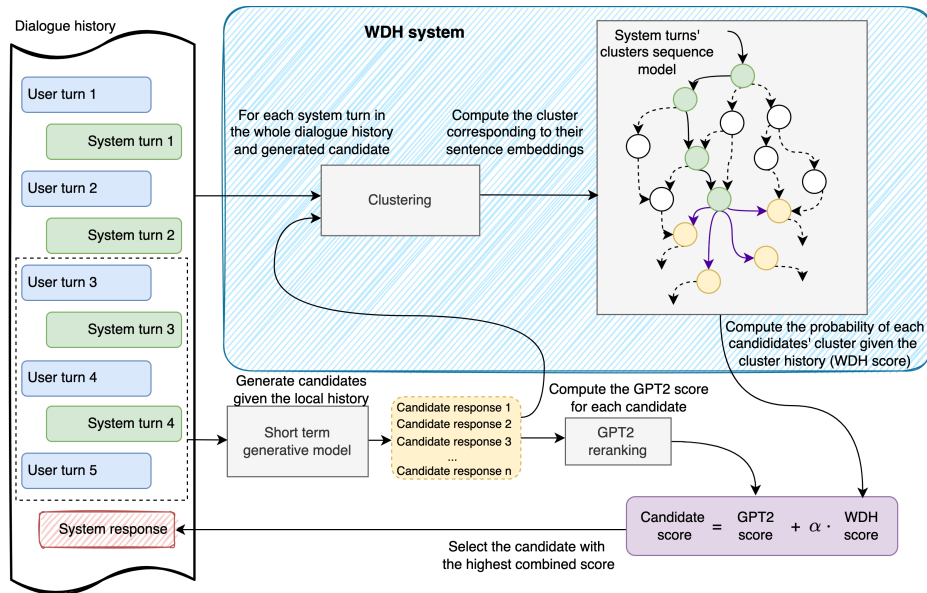 Dialogue history
User turn 1
System turn 1
User turn 2
System turn 2
User turn 3
System turn 3
User turn 4
System turn 4
User turn 5
System response
WDH system
For each system turn in
the whole dialogue history
and generated candidate
Compute the cluster
corresponding to their
sentence embeddings
Clustering
System turns'
clusters sequence
model
Compute the probability of each
candididates' cluster given the
cluster history (WDH score)
Generate candidates
given the local history
Short term
generative model
Candidate response 1
Candidate response 2
Candidate response 3
...
Candidate response n
Compute the GPT2 score
for each candidate
GPT2
reranking
Candidate score = GPT2 score + α · WDH score
Select the candidate with
the highest combined score